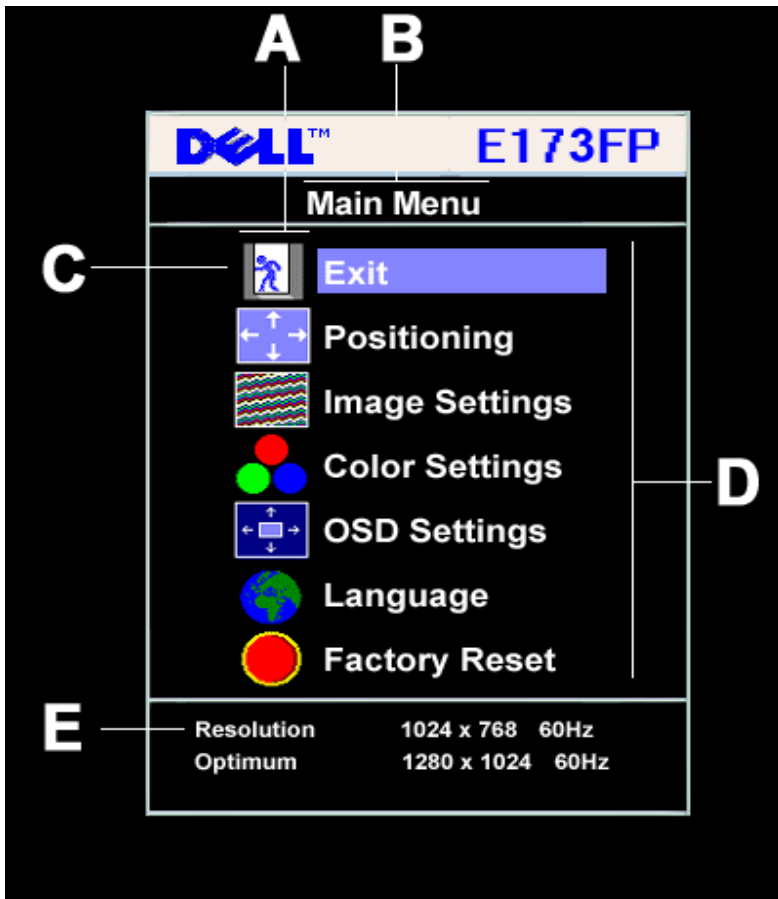 A B
DELL™ E173FP
Main Menu
C Exit
Positioning
Image Settings
Color Settings
D
OSD Settings
Language
Factory Reset
E Resolution 1024 x 768 60Hz
Optimum 1280 x 1024 60Hz